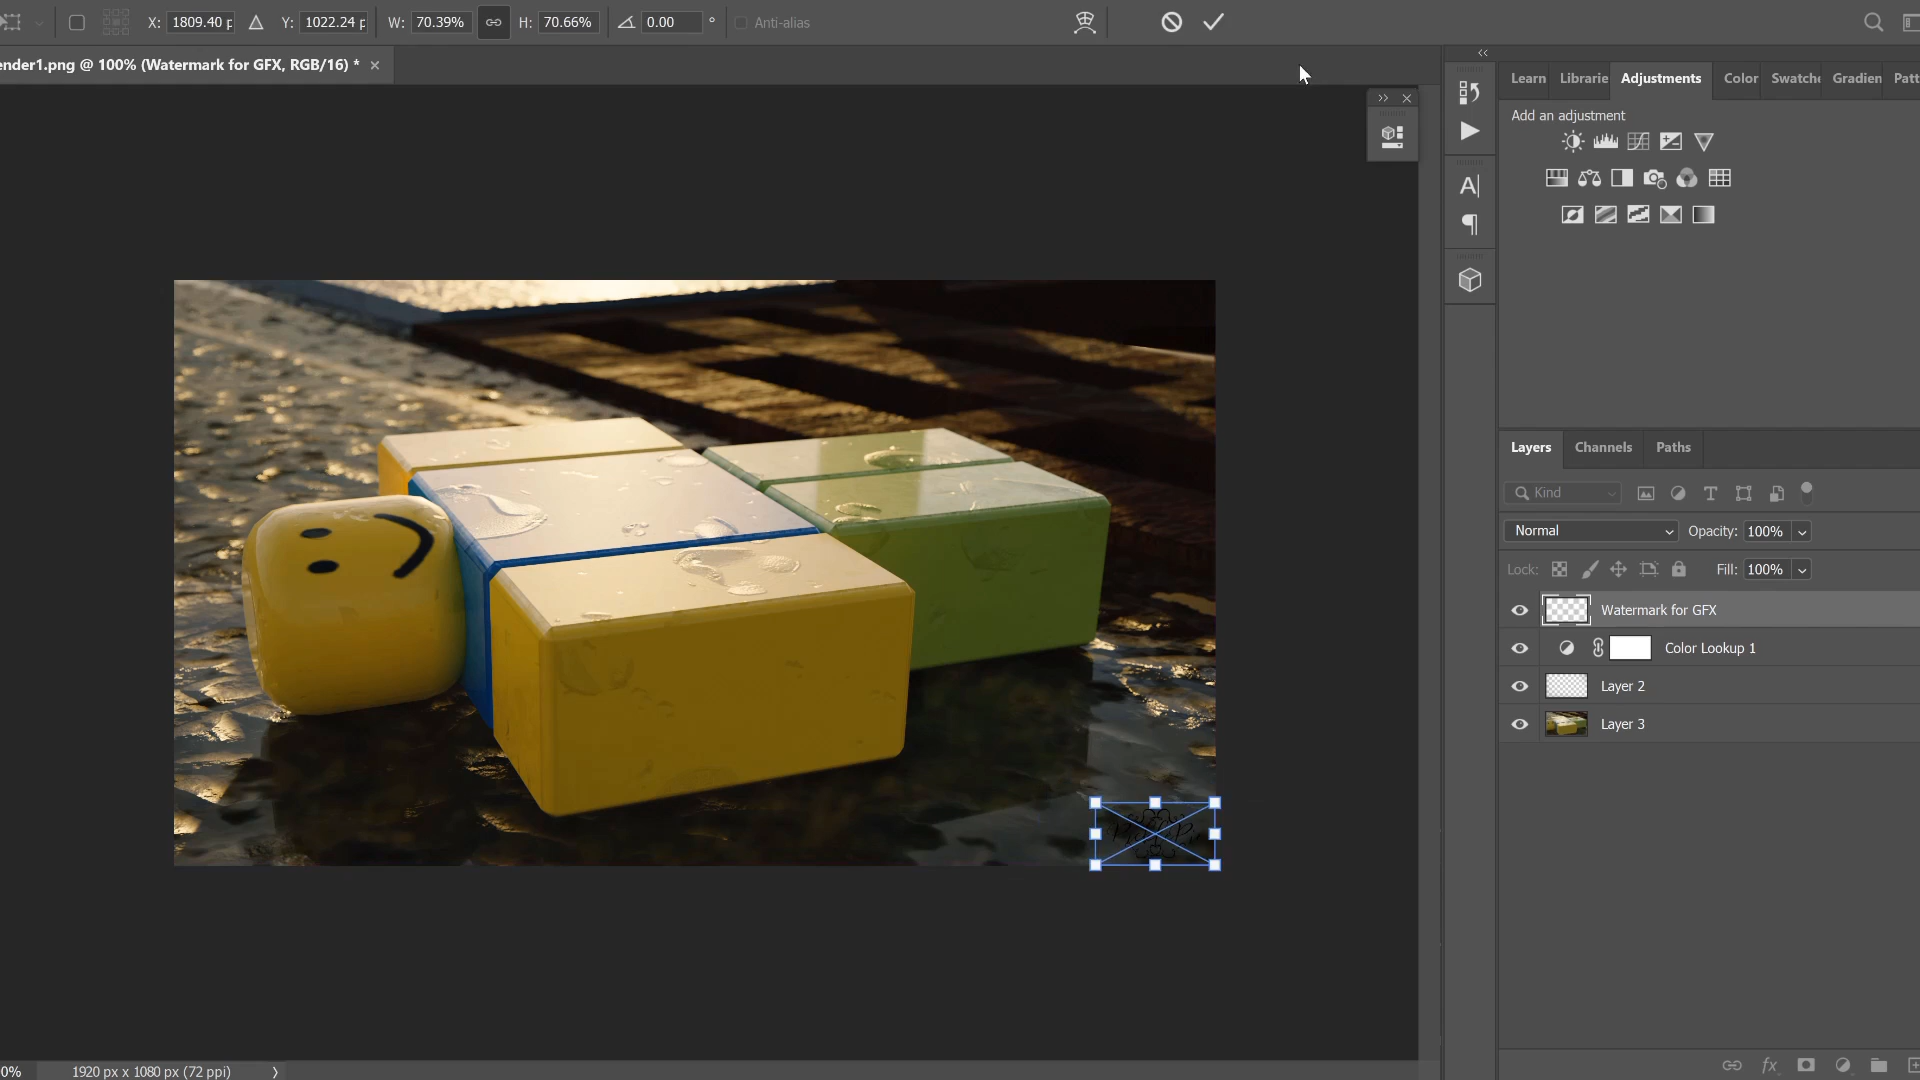 X: 1809.40 p Y: 1022.24 p W: 70.39% H: 70.66% 0.00 ° Anti-alias
ender1.png @ 100% (Watermark for GFX, RGB/16) * ×
Learn Librarie Adjustments Color Swatche Gradien Patt
Add an adjustment
Layers Channels Paths
Kind
Normal Opacity: 100%
Lock: Fill: 100%
Watermark for GFX
Color Lookup 1
Layer 2
Layer 3
0% 1920 px x 1080 px (72 ppi)